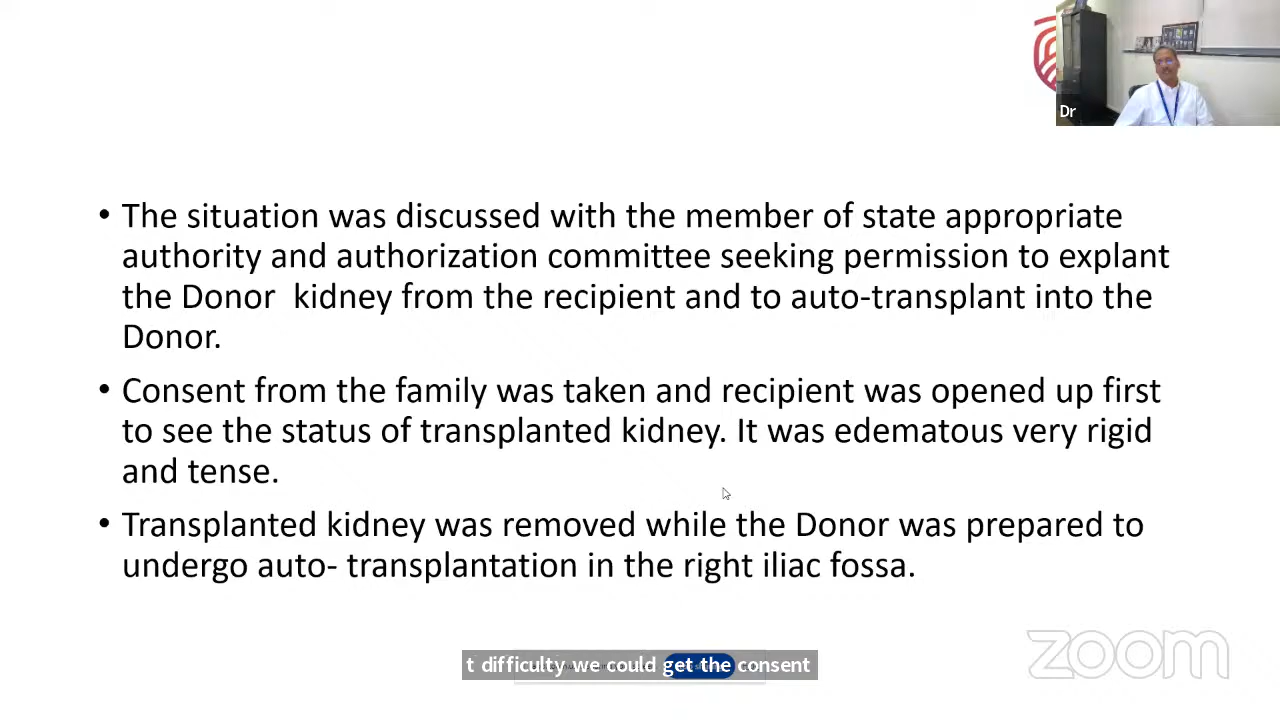 Dr
• The situation was discussed with the member of state appropriate
authority and authorization committee seeking permission to explant
the Donor  kidney from the recipient and to auto-transplant into the
Donor.
• Consent from the family was taken and recipient was opened up first
to see the status of transplanted kidney. It was edematous very rigid
and tense.
• Transplanted kidney was removed while the Donor was prepared to
undergo auto- transplantation in the right iliac fossa.
t difficulty we could get the consent
zoom